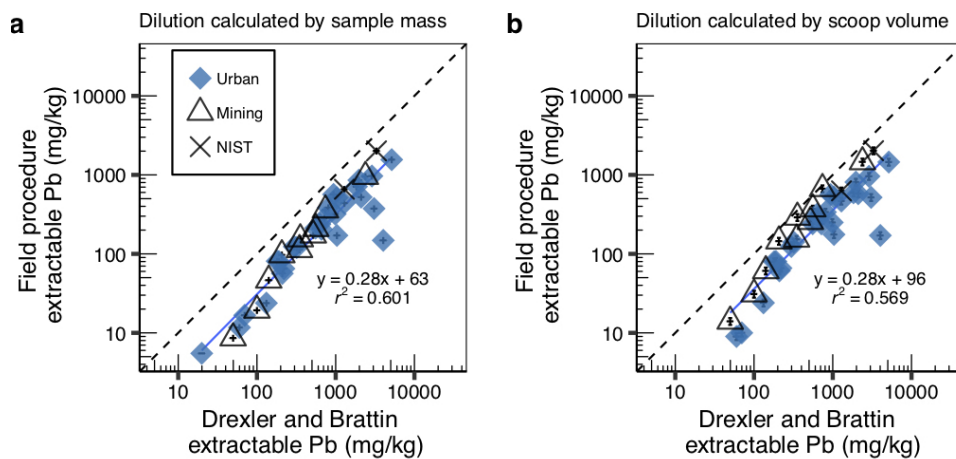 a
Dilution calculated by sample mass
Urban
Mining
NIST
10000
1000
100
10
y = 0.28x + 63
r² = 0.601
10 100 1000 10000
Field procedure
extractable Pb (mg/kg)
Drexler and Brattin
extractable Pb (mg/kg)
b
Dilution calculated by scoop volume
10000
1000
100
10
y = 0.28x + 96
r² = 0.569
10 100 1000 10000
Field procedure
extractable Pb (mg/kg)
Drexler and Brattin
extractable Pb (mg/kg)